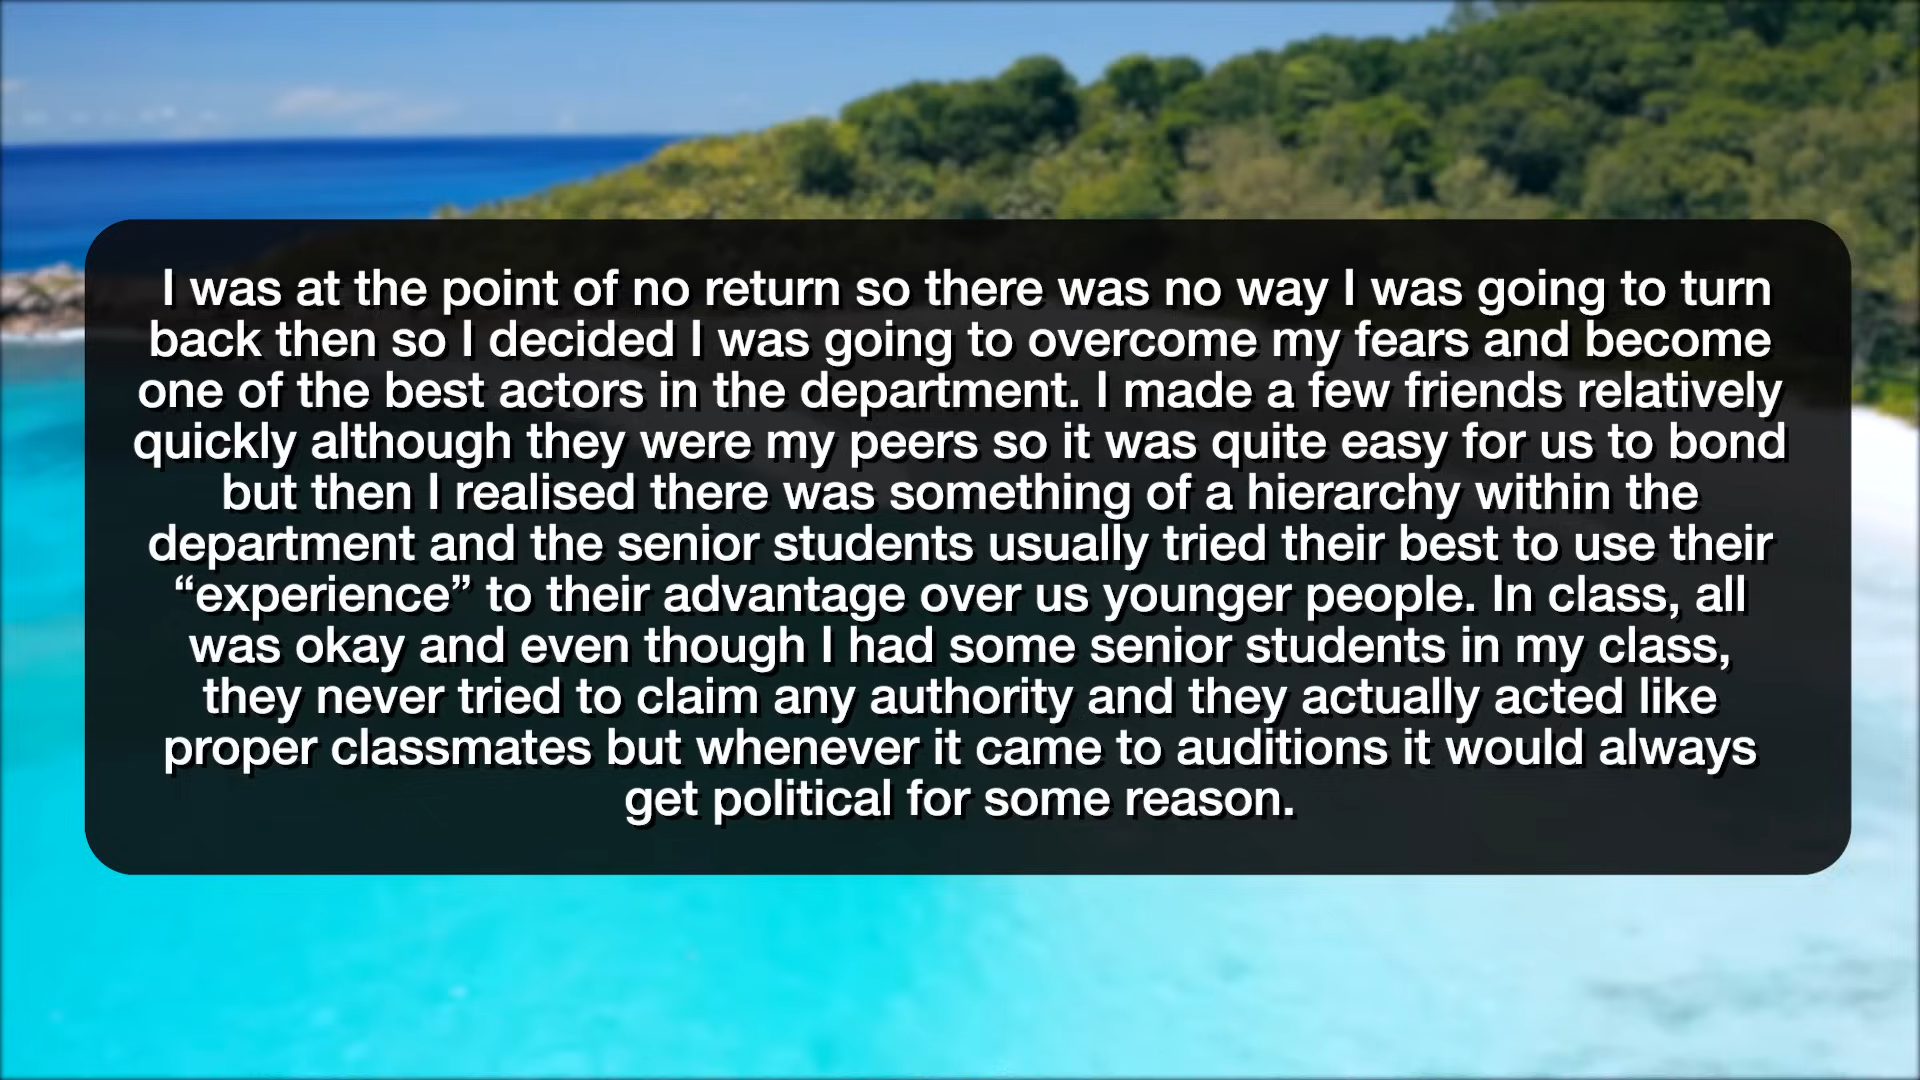 I was at the point of no return so there was no way I was going to turn
back then so I decided I was going to overcome my fears and become
one of the best actors in the department. I made a few friends relatively
quickly although they were my peers so it was quite easy for us to bond
but then I realised there was something of a hierarchy within the
department and the senior students usually tried their best to use their
“experience” to their advantage over us younger people. In class, all
was okay and even though I had some senior students in my class,
they never tried to claim any authority and they actually acted like
proper classmates but whenever it came to auditions it would always
get political for some reason.